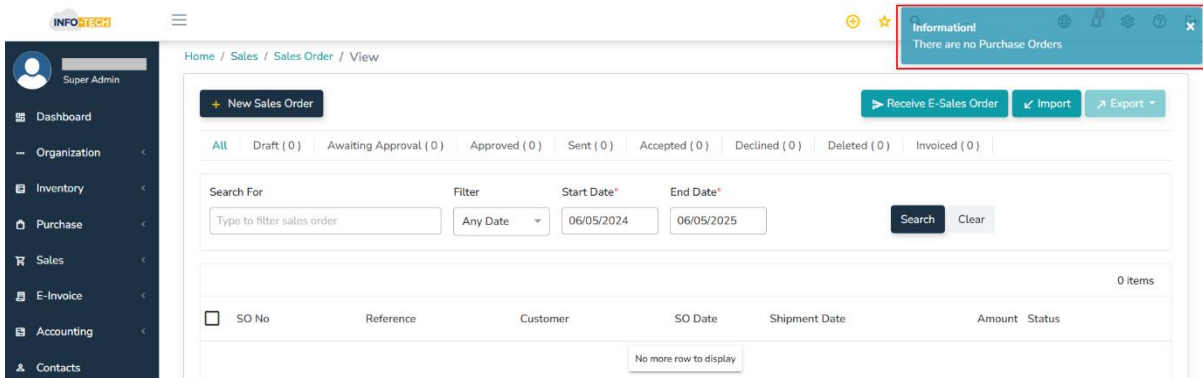 INFO-TECH
Information!
There are no Purchase Orders
Super Admin
Home / Sales / Sales Order / View
+ New Sales Order
Receive E-Sales Order
Import
Export
Dashboard
Organization
Inventory
Purchase
Sales
E-Invoice
Accounting
Contacts
All
Draft ( 0 )
Awaiting Approval ( 0 )
Approved ( 0 )
Sent ( 0 )
Accepted ( 0 )
Declined ( 0 )
Deleted ( 0 )
Invoiced ( 0 )
Search For
Filter
Start Date*
End Date*
Type to filter sales order
Any Date
06/05/2024
06/05/2025
Search
Clear
0 items
SO No
Reference
Customer
SO Date
Shipment Date
Amount
Status
No more row to display